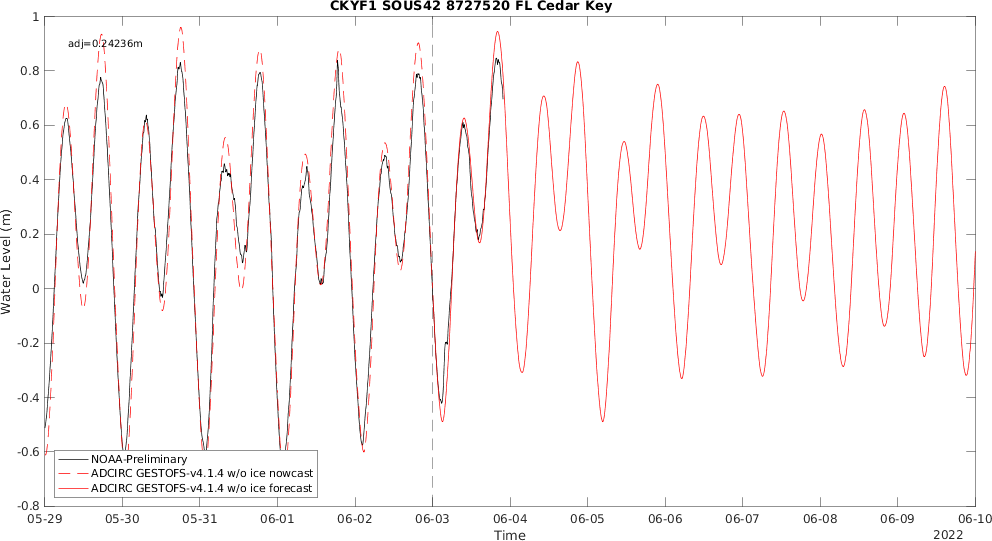 CKYF1 SOUS42 8727520 FL Cedar Key
adj=0.24236m
1
0.8
0.6
0.4
0.2
0
-0.2
-0.4
-0.6
-0.8
Water Level (m)
NOAA-Preliminary
ADCIRC GESTOFS-v4.1.4 w/o ice nowcast
ADCIRC GESTOFS-v4.1.4 w/o ice forecast
05-29 05-30 05-31 06-01 06-02 06-03 06-04 06-05 06-06 06-07 06-08 06-09 06-10
Time
2022